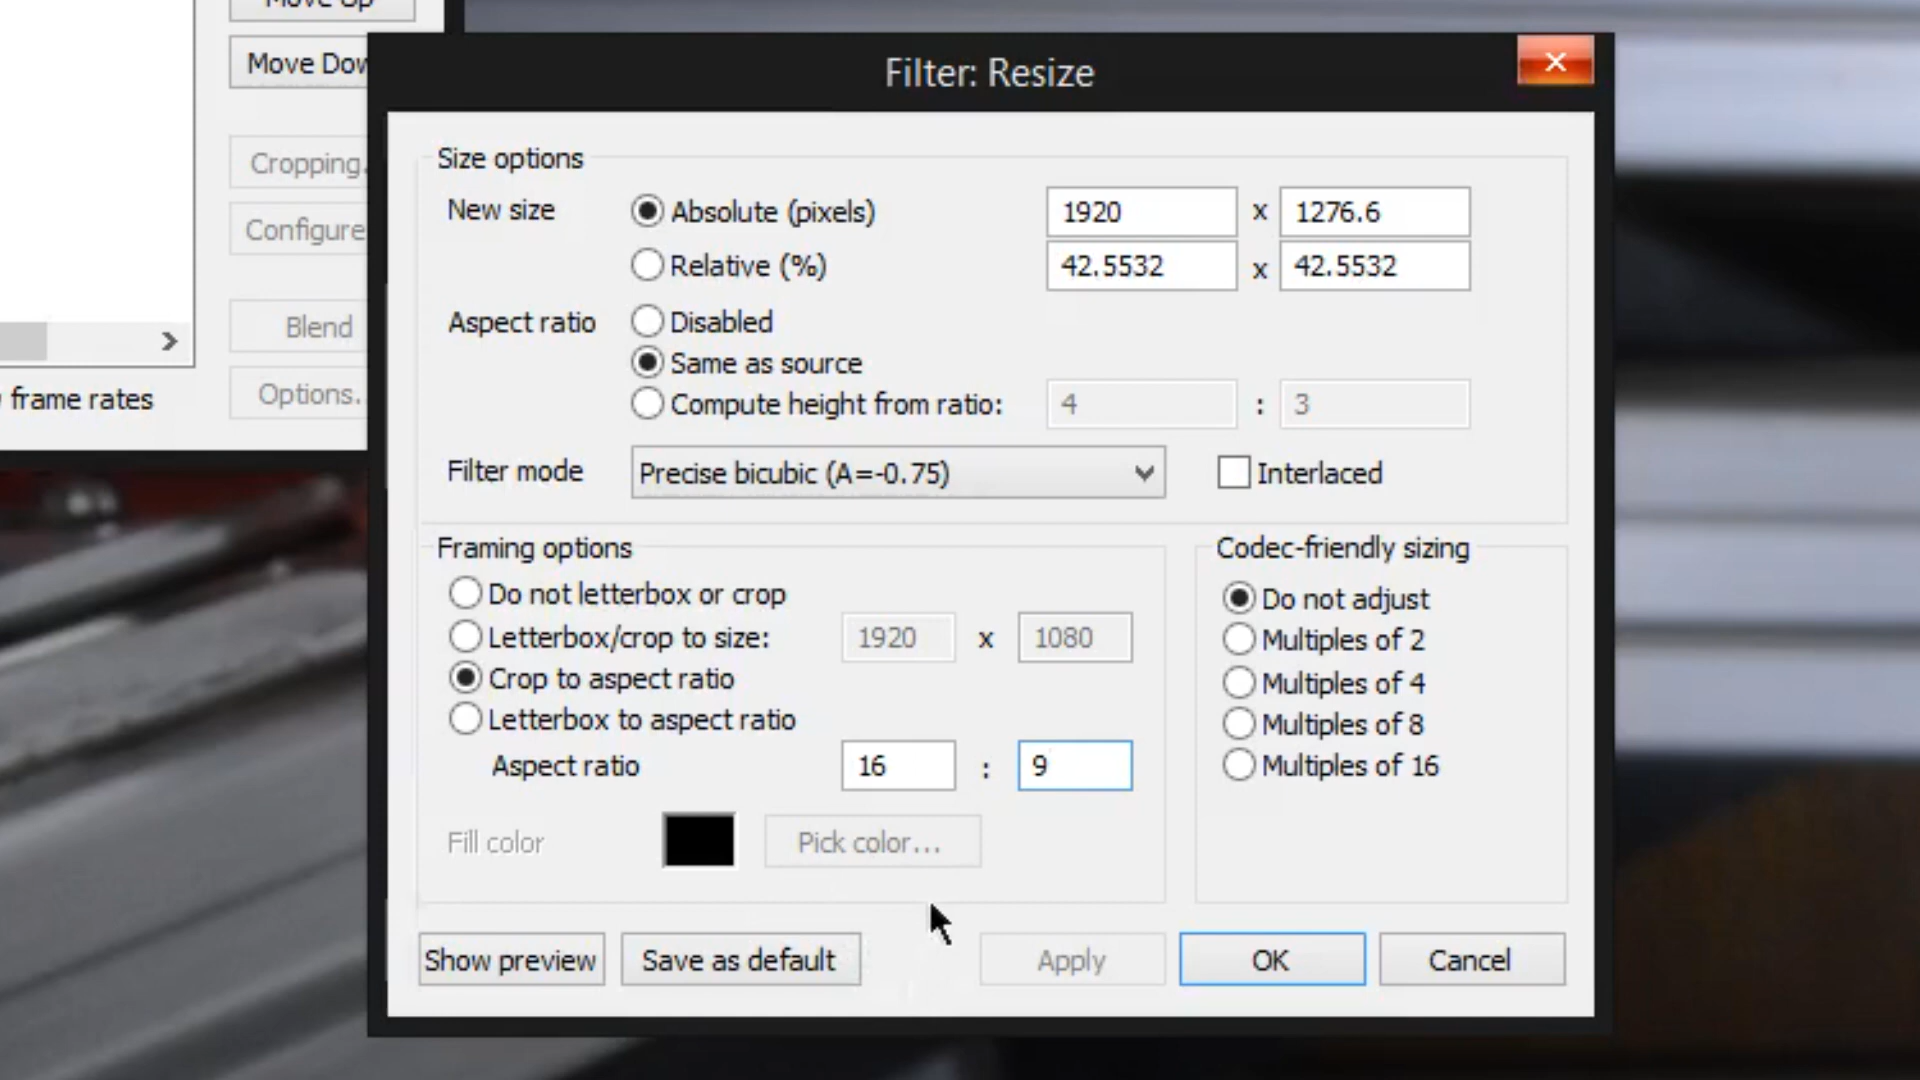 Move Up
Move Dow
Filter: Resize
Size options
Cropping.
New size
Absolute (pixels)
1920 x 1276.6
Configure
Relative (%)
42.5532 x 42.5532
Blend
Aspect ratio
Disabled
Same as source
frame rates
Options..
Compute height from ratio:
4 : 3
Filter mode
Precise bicubic (A=-0.75)
Interlaced
Framing options
Do not letterbox or crop
Letterbox/crop to size:
1920 x 1080
Crop to aspect ratio
Letterbox to aspect ratio
Aspect ratio
16 : 9
Fill color
Pick color...
Codec-friendly sizing
Do not adjust
Multiples of 2
Multiples of 4
Multiples of 8
Multiples of 16
Show preview
Save as default
Apply
OK
Cancel